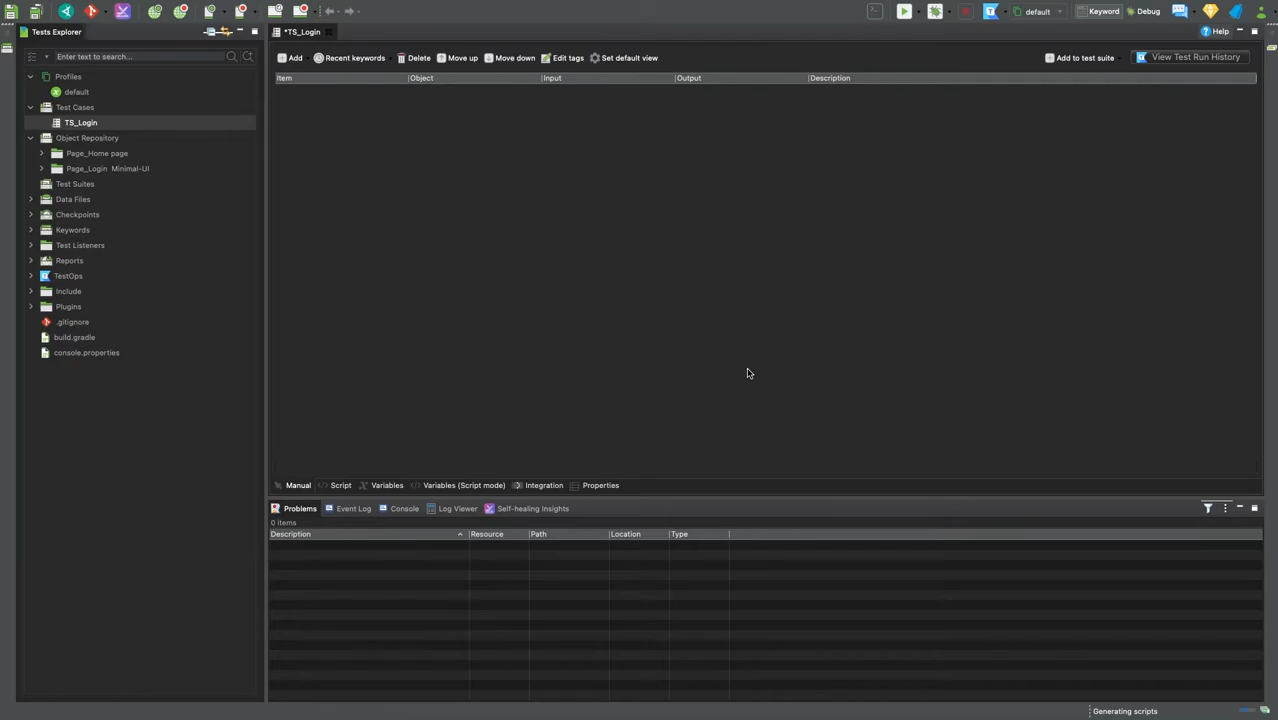 default
Keyword
Debug
Tests Explorer
*TS_Login
Help
Enter text to search...
Add
Recent keywords
Delete
Move up
Move down
Edit tags
Set default view
Add to test suite
View Test Run History
Item
Object
Input
Output
Description
Profiles
default
Test Cases
TS_Login
Object Repository
Page_Home page
Page_Login Minimal-UI
Test Suites
Data Files
Checkpoints
Keywords
Test Listeners
Reports
TestOps
Include
Plugins
.gitignore
build.gradle
console.properties
Manual
Script
Variables
Variables (Script mode)
Integration
Properties
Problems
Event Log
Console
Log Viewer
Self-healing Insights
0 items
Description
Resource
Path
Location
Type
Generating scripts